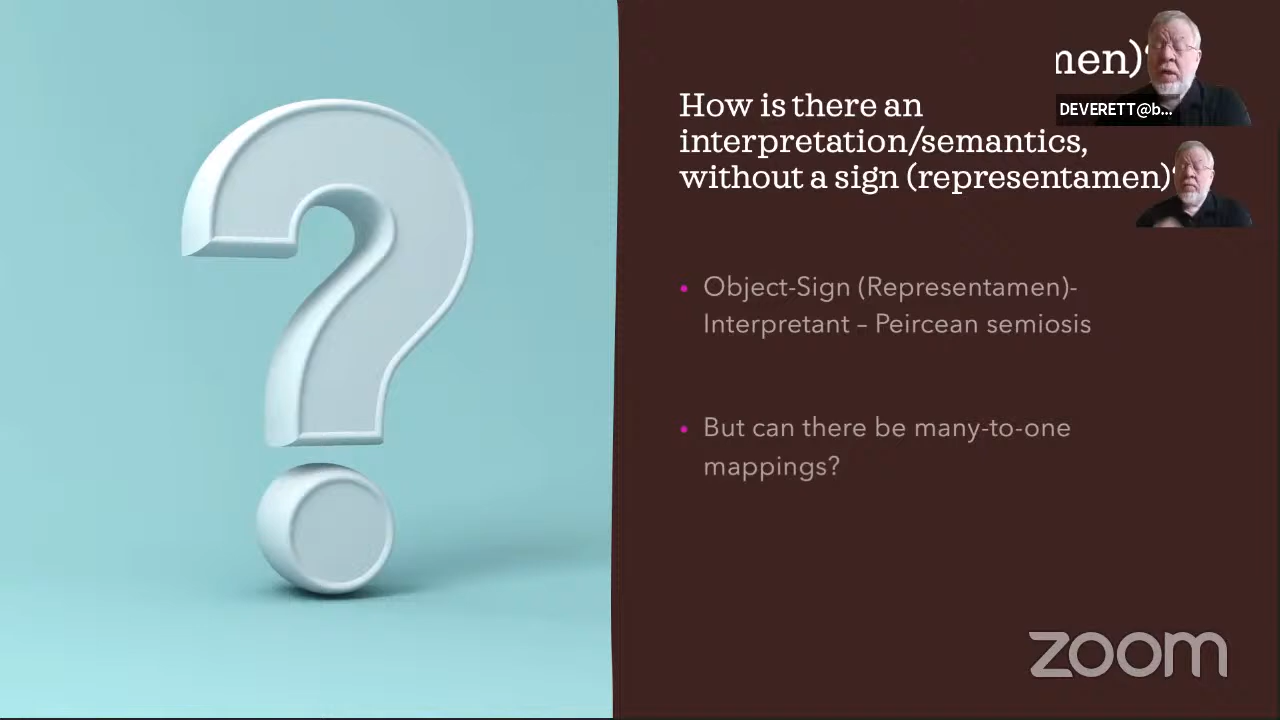 men)?
DEVERETT@b...
How is there an
interpretation/semantics,
without a sign (representamen)?
• Object-Sign (Representamen)-
Interpretant – Peircean semiosis
• But can there be many-to-one
mappings?
zoom